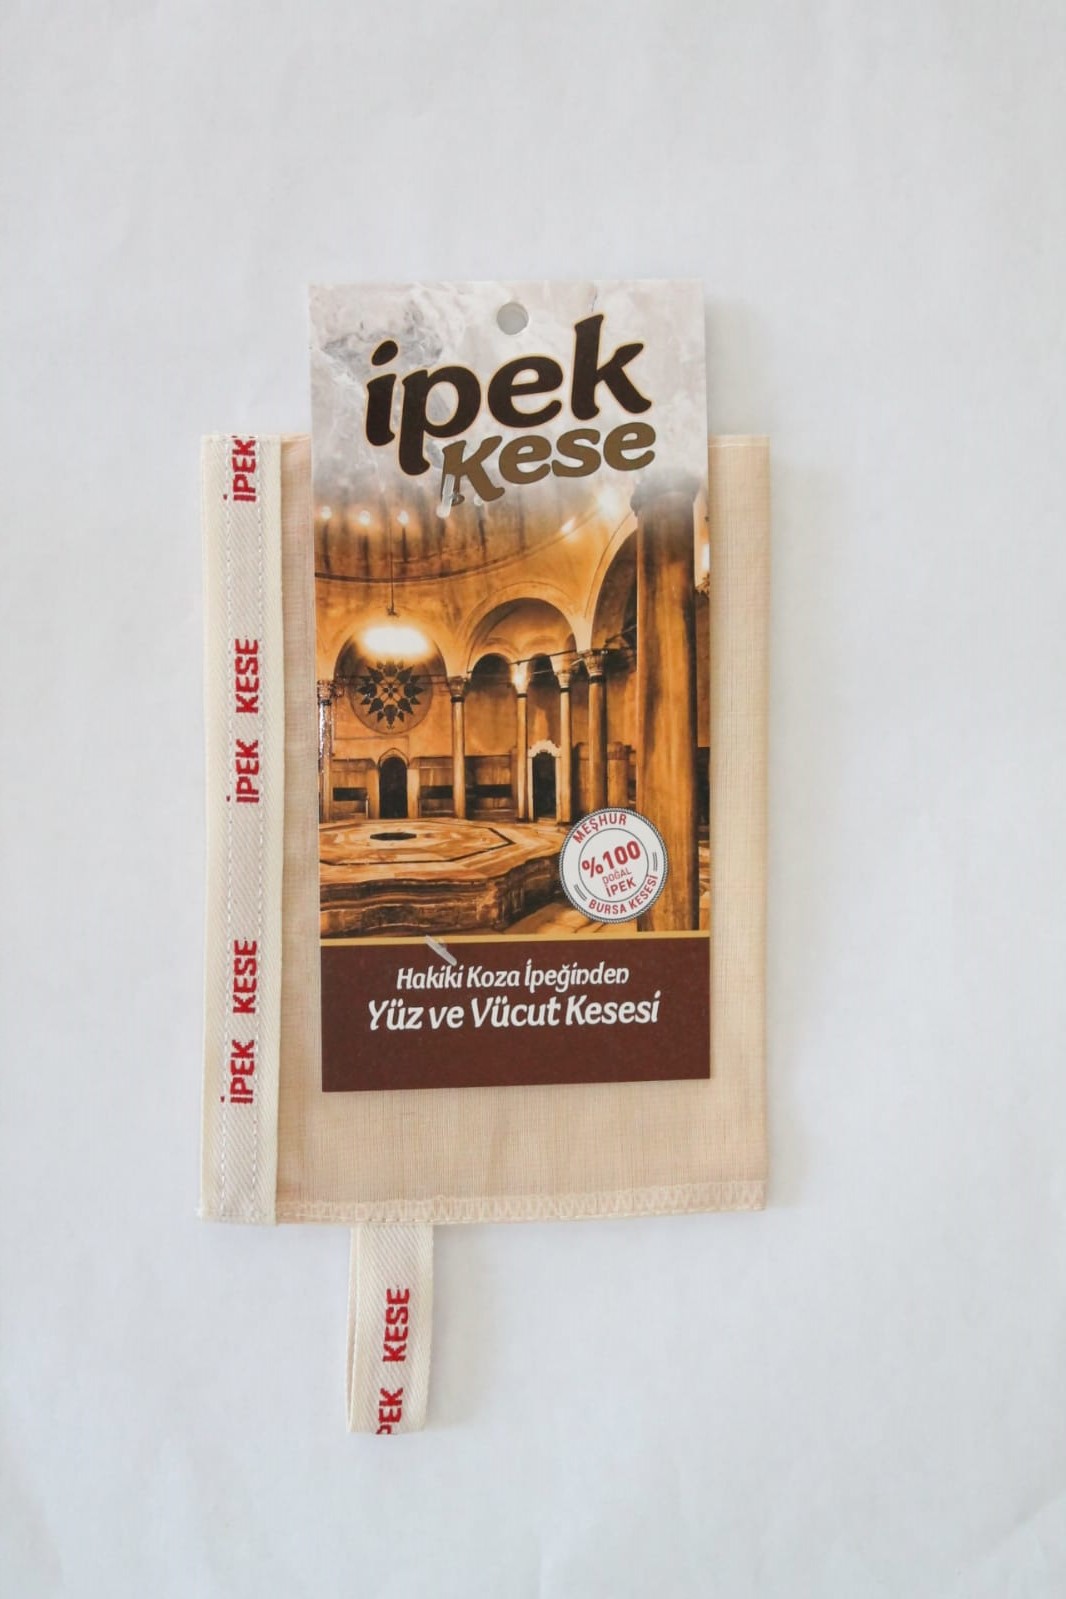 ipek
Kese
MEŞHUR
%100
DOĞAL
İPEK
BURSA KESESİ
Hakiki Koza İpeğinden
Yüz ve Vücut Kesesi
İPEK
İPEK KESE
İPEK KESE
PEK KESE